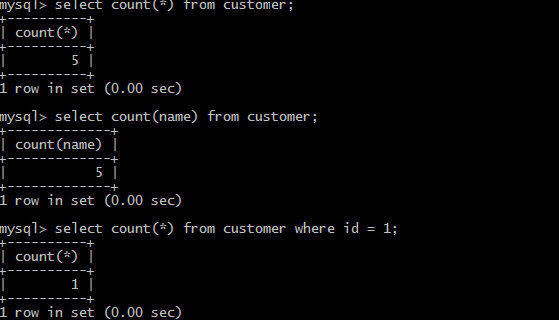 mysql> select count(*) from customer;
+----------+
| count(*) |
+----------+
|        5 |
+----------+
1 row in set (0.00 sec)
mysql> select count(name) from customer;
+-------------+
| count(name) |
+-------------+
|           5 |
+-------------+
1 row in set (0.00 sec)
mysql> select count(*) from customer where id = 1;
+----------+
| count(*) |
+----------+
|        1 |
+----------+
1 row in set (0.00 sec)